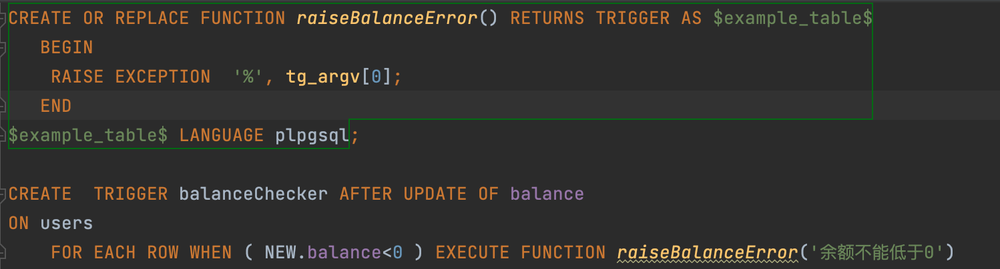 CREATE OR REPLACE FUNCTION raiseBalanceError() RETURNS TRIGGER AS $example_table$
BEGIN
RAISE EXCEPTION  '%', tg_argv[0];
END
$example_table$ LANGUAGE plpgsql;
CREATE  TRIGGER balanceChecker AFTER UPDATE OF balance
ON users
FOR EACH ROW WHEN ( NEW.balance<0 ) EXECUTE FUNCTION raiseBalanceError('余额不能低于0')